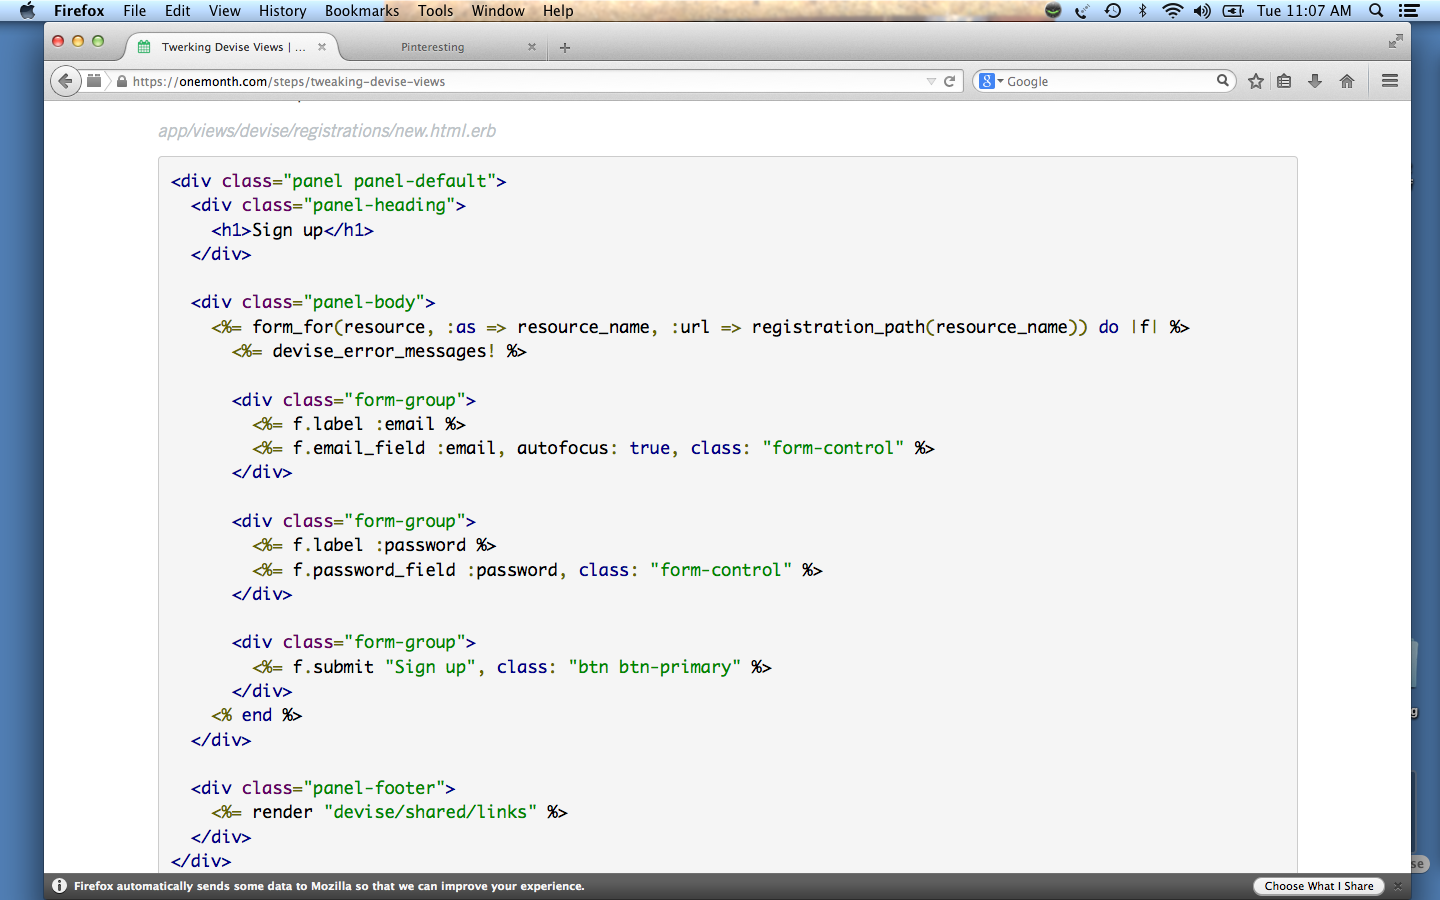 Firefox File Edit View History Bookmarks Tools Window Help Tue 11:07 AM
Twerking Devise Views | ... Pinteresting
https://onemonth.com/steps/tweaking-devise-views Google
app/views/devise/registrations/new.html.erb
<div class="panel panel-default">
<div class="panel-heading">
<h1>Sign up</h1>
</div>
<div class="panel-body">
<%= form_for(resource, :as => resource_name, :url => registration_path(resource_name)) do |f| %>
<%= devise_error_messages! %>
<div class="form-group">
<%= f.label :email %>
<%= f.email_field :email, autofocus: true, class: "form-control" %>
</div>
<div class="form-group">
<%= f.label :password %>
<%= f.password_field :password, class: "form-control" %>
</div>
<div class="form-group">
<%= f.submit "Sign up", class: "btn btn-primary" %>
</div>
<% end %>
</div>
<div class="panel-footer">
<%= render "devise/shared/links" %>
</div>
</div>
Firefox automatically sends some data to Mozilla so that we can improve your experience. Choose What I Share